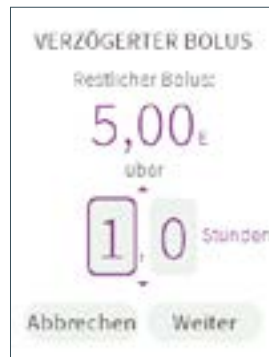 VERZÖGERTER BOLUS
Restlicher Bolus:
5,00 E
über
1, 0 Stunden
Abbrechen Weiter